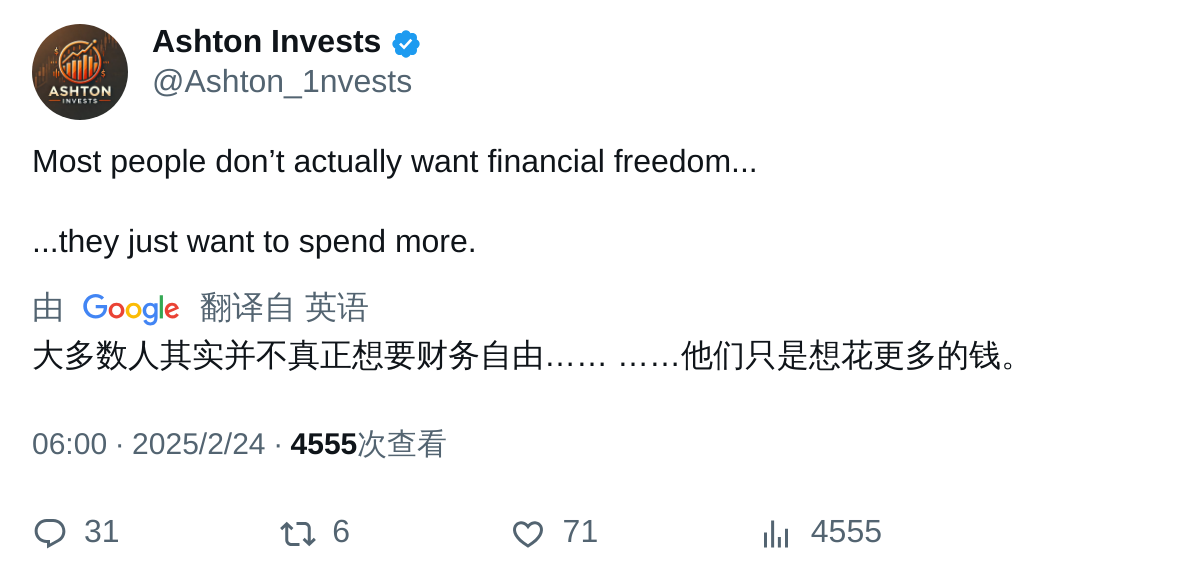 ASHTON
INVESTS
Ashton Invests
@Ashton_1nvests
Most people don’t actually want financial freedom...
...they just want to spend more.
由 Google 翻译自 英语
大多数人其实并不真正想要财务自由…… ……他们只是想花更多的钱。
06:00 · 2025/2/24 · 4555次查看
31 6 71 4555